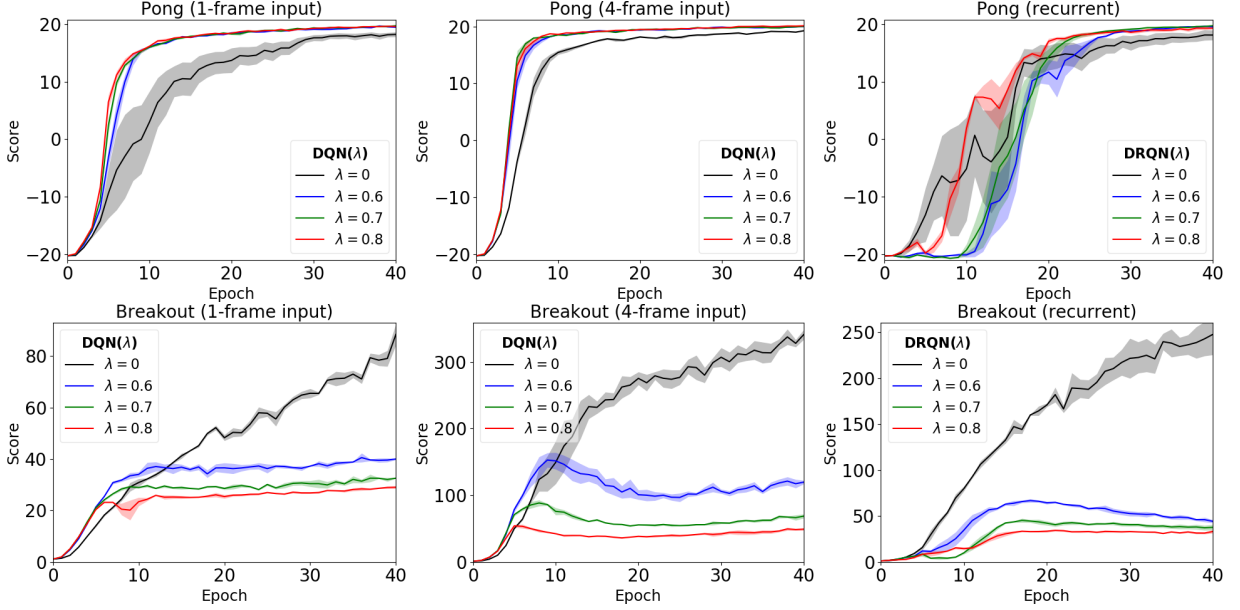 Pong (1-frame input)
20
10
0
−10
−20
Score
DQN(λ)
λ = 0
λ = 0.6
λ = 0.7
λ = 0.8
0 10 20 30 40
Epoch
Pong (4-frame input)
20
10
0
−10
−20
Score
DQN(λ)
λ = 0
λ = 0.6
λ = 0.7
λ = 0.8
0 10 20 30 40
Epoch
Pong (recurrent)
20
10
0
−10
−20
Score
DRQN(λ)
λ = 0
λ = 0.6
λ = 0.7
λ = 0.8
0 10 20 30 40
Epoch
Breakout (1-frame input)
80
60
40
20
0
Score
DQN(λ)
λ = 0
λ = 0.6
λ = 0.7
λ = 0.8
0 10 20 30 40
Epoch
Breakout (4-frame input)
300
200
100
0
Score
DQN(λ)
λ = 0
λ = 0.6
λ = 0.7
λ = 0.8
0 10 20 30 40
Epoch
Breakout (recurrent)
250
200
150
100
50
0
Score
DRQN(λ)
λ = 0
λ = 0.6
λ = 0.7
λ = 0.8
0 10 20 30 40
Epoch